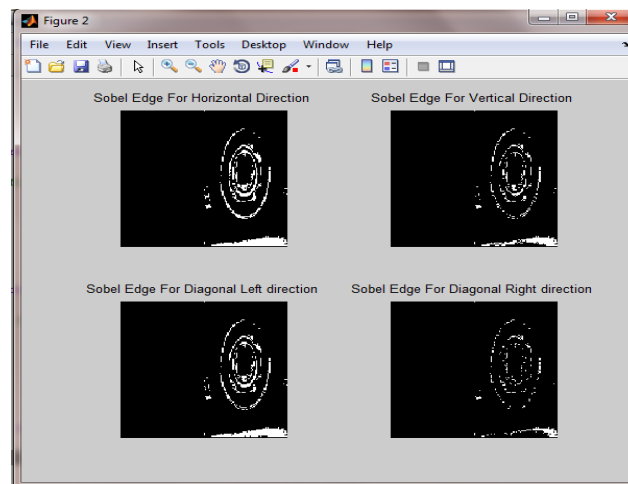 Figure 2
File Edit View Insert Tools Desktop Window Help
Sobel Edge For Horizontal Direction
Sobel Edge For Vertical Direction
Sobel Edge For Diagonal Left direction
Sobel Edge For Diagonal Right direction